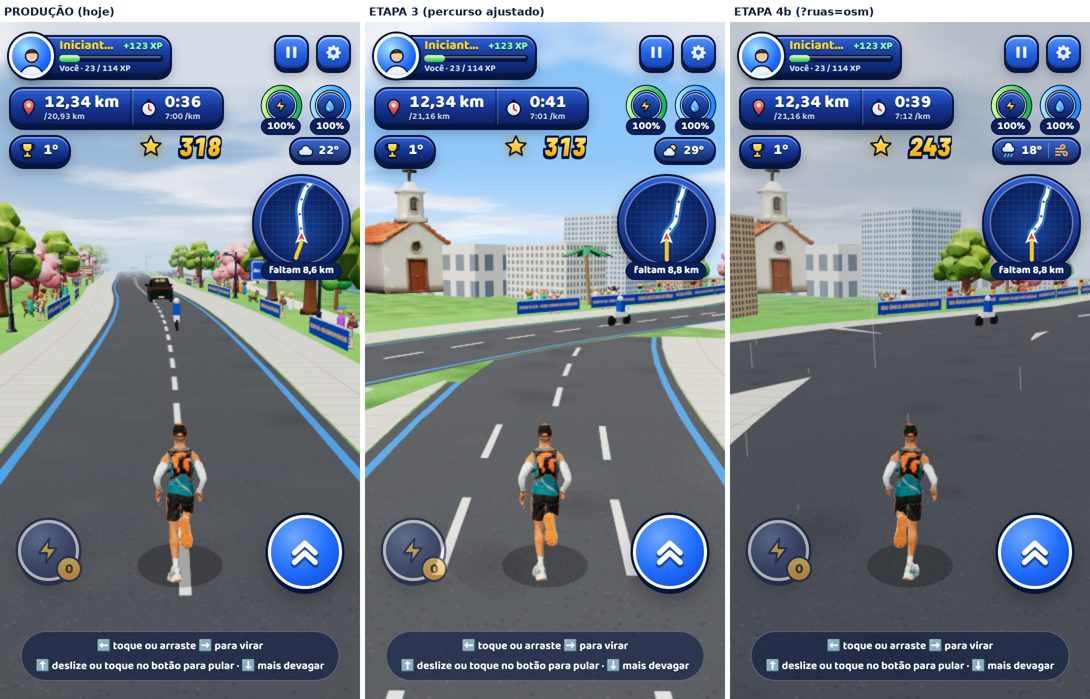 PRODUÇÃO (hoje)
Iniciant... +123 XP
Você · 23 / 114 XP
12,34 km
/20,93 km
0:36
7:00 /km
100%
100%
1º
318
22°
faltam 8,6 km
0
⬅ toque ou arraste ➡ para virar
⬆ deslize ou toque no botão para pular · ⬇ mais devagar
ETAPA 3 (percurso ajustado)
Iniciant... +123 XP
Você · 23 / 114 XP
12,34 km
/21,16 km
0:41
7:01 /km
100%
100%
1º
313
29°
faltam 8,8 km
0
⬅ toque ou arraste ➡ para virar
⬆ deslize ou toque no botão para pular · ⬇ mais devagar
ETAPA 4b (?ruas=osm)
Iniciant... +123 XP
Você · 23 / 114 XP
12,34 km
/21,16 km
0:39
7:12 /km
100%
100%
1º
243
18°
faltam 8,8 km
0
⬅ toque ou arraste ➡ para virar
⬆ deslize ou toque no botão para pular · ⬇ mais devagar